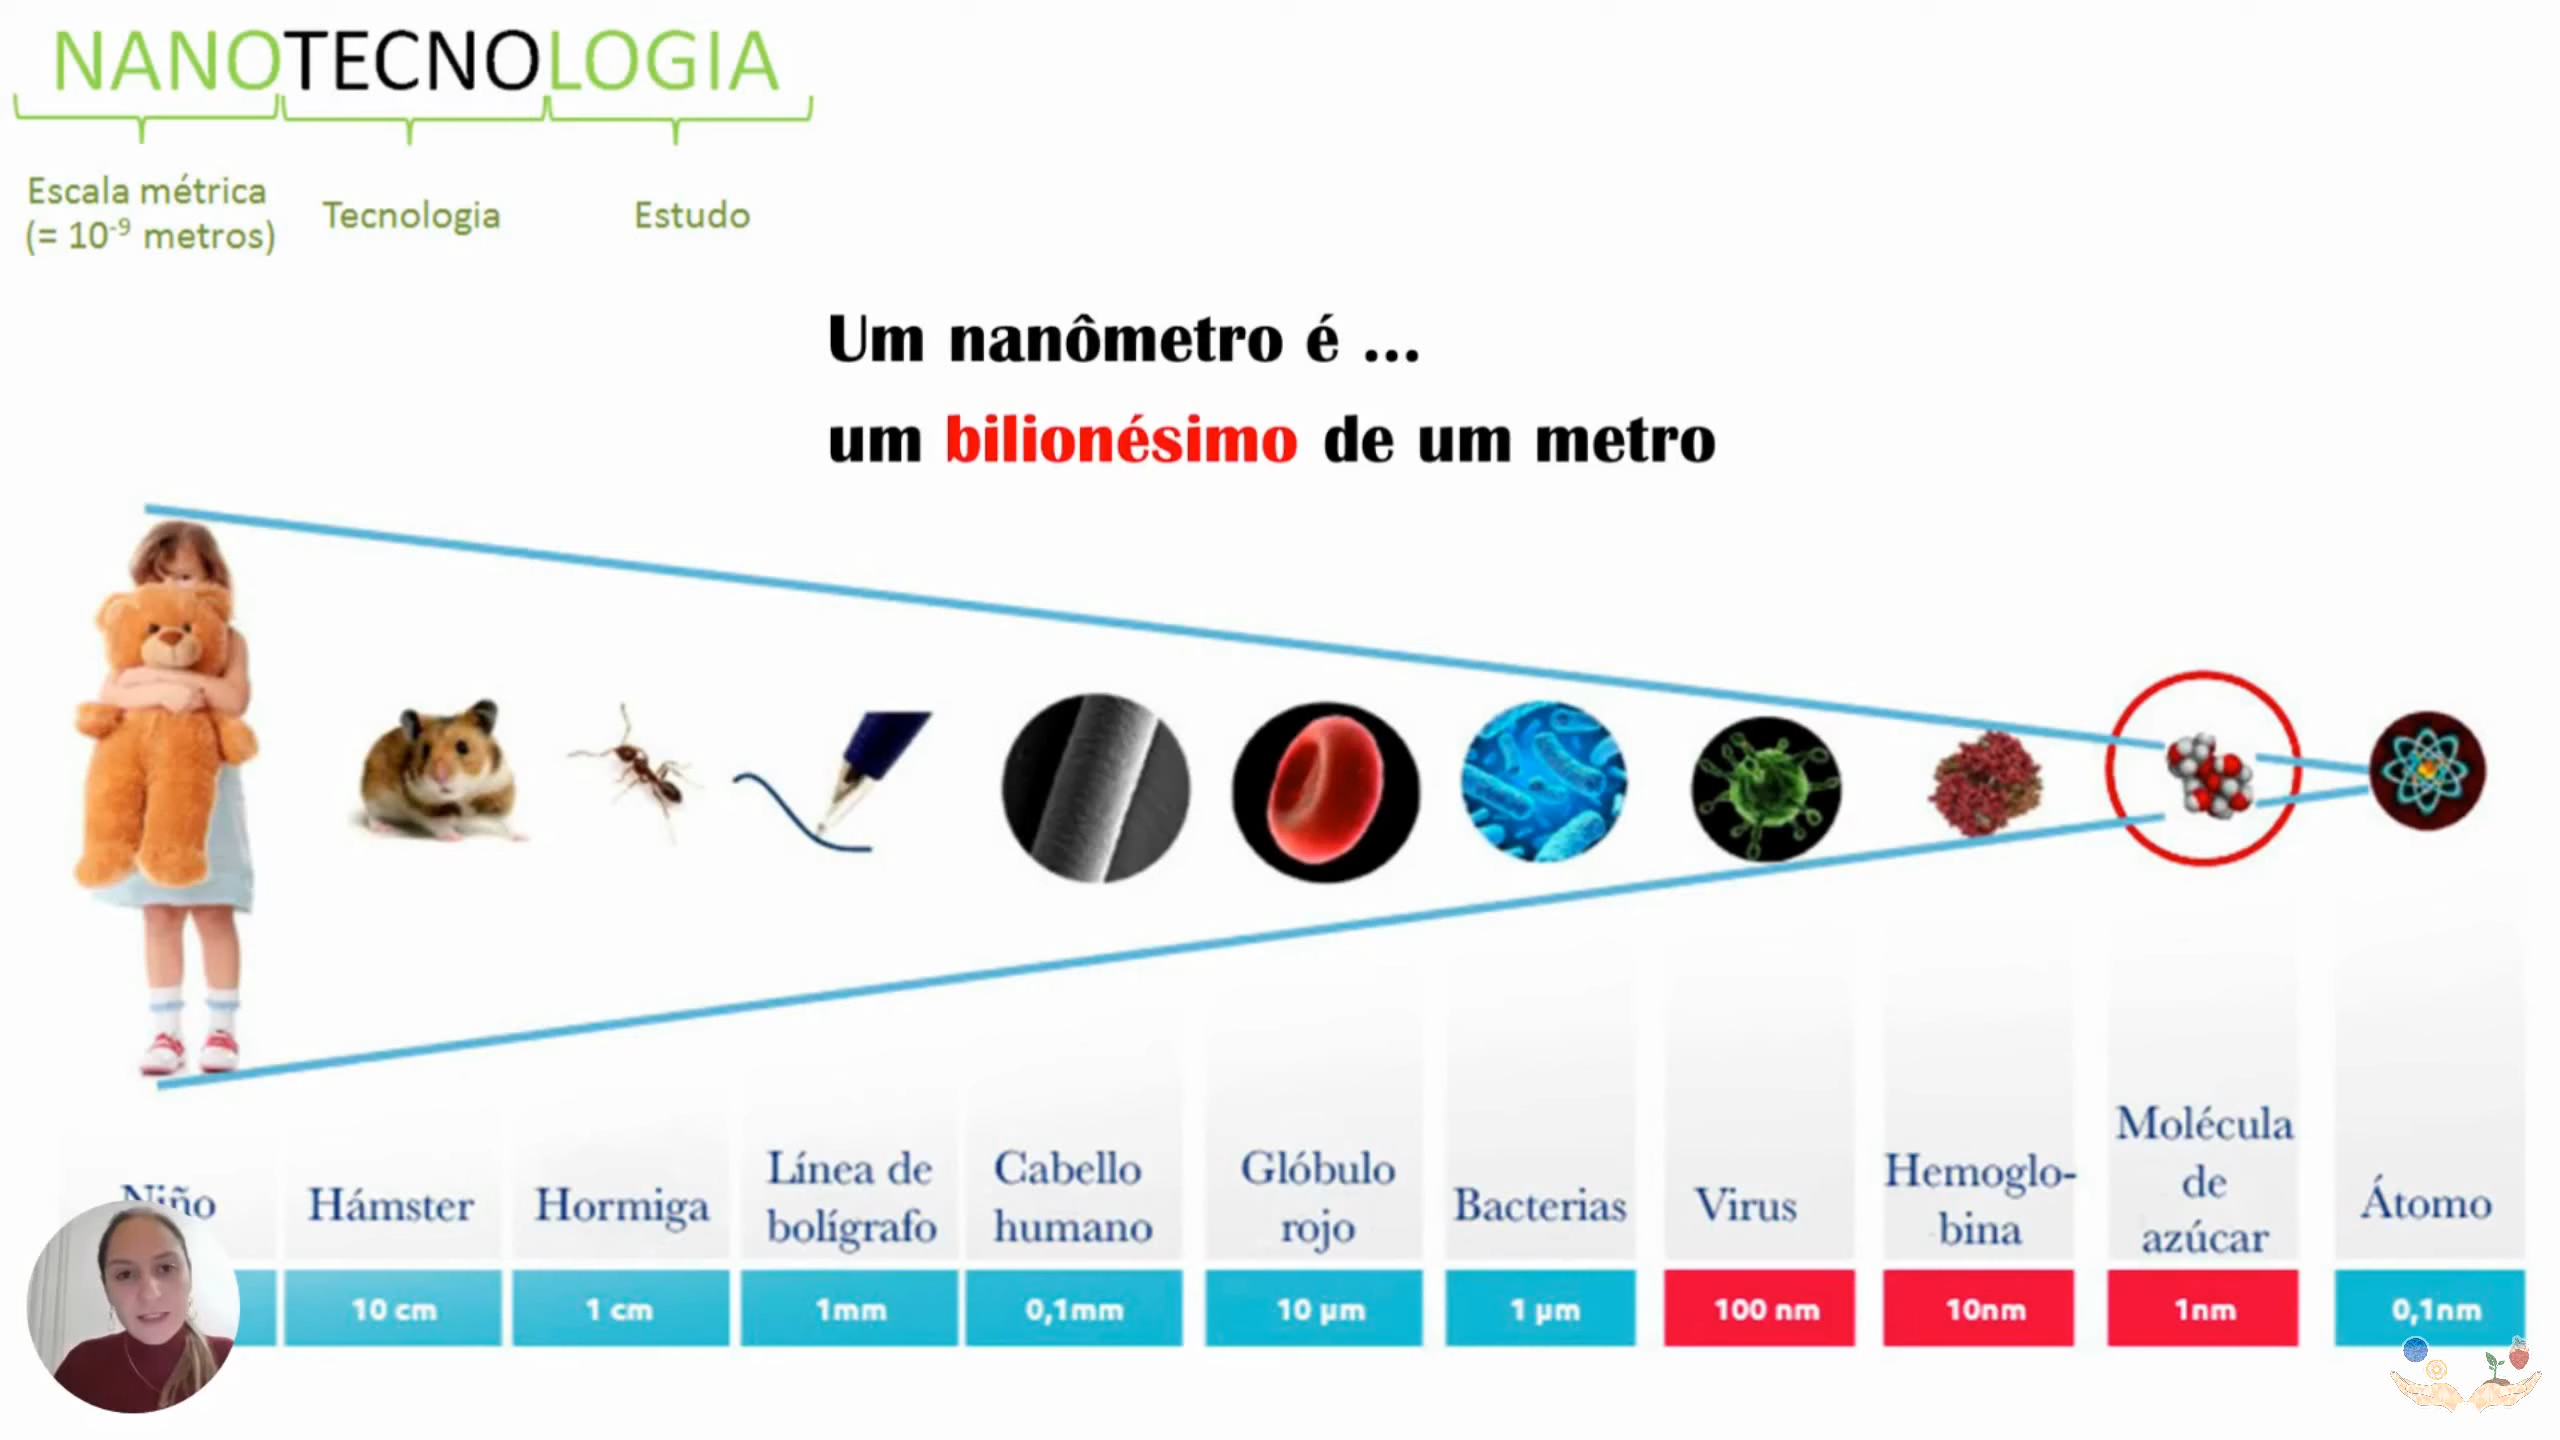 NANOTECNOLOGIA
Escala métrica
(= 10⁻⁹ metros)
Tecnologia
Estudo
Um nanômetro é ...
um bilionésimo de um metro
Niño
Hámster
Hormiga
Línea de
bolígrafo
Cabello
humano
Glóbulo
rojo
Bacterias
Virus
Hemoglo-
bina
Molécula
de
azúcar
Átomo
10 cm
1 cm
1mm
0,1mm
10 µm
1 µm
100 nm
10nm
1nm
0,1nm